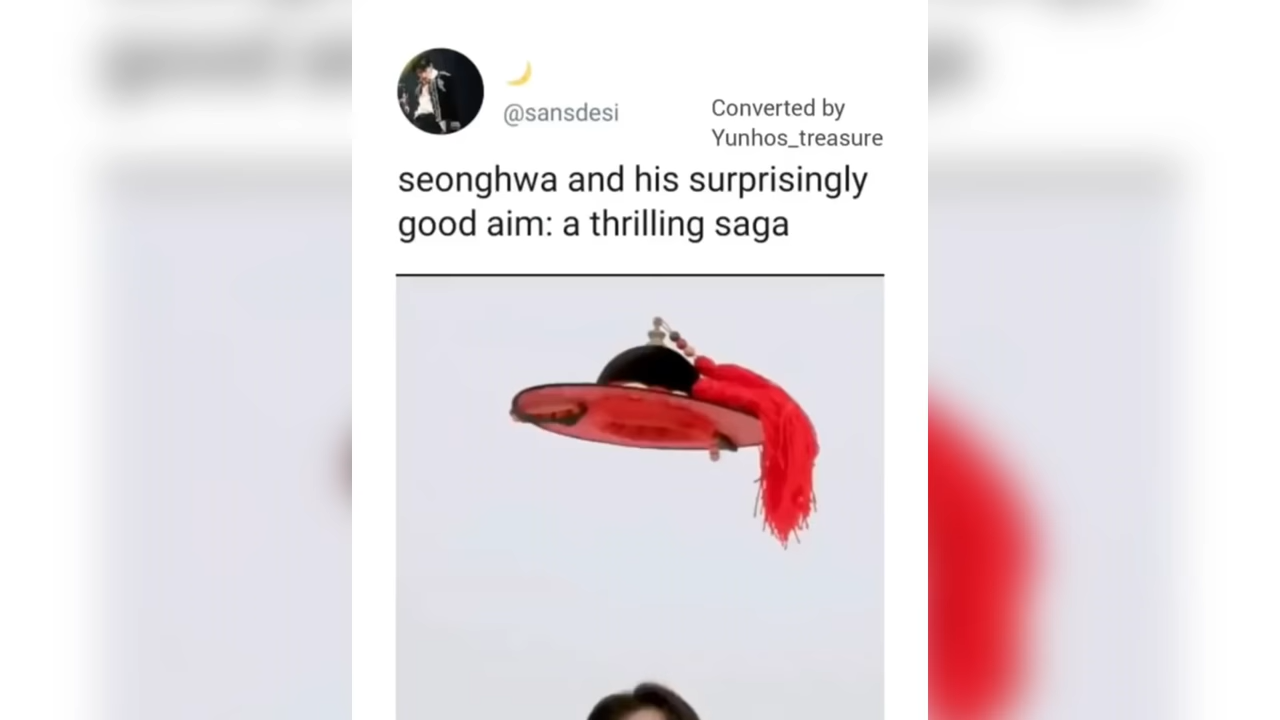 🌙
@sansdesi
Converted by
Yunhos_treasure
seonghwa and his surprisingly
good aim: a thrilling saga